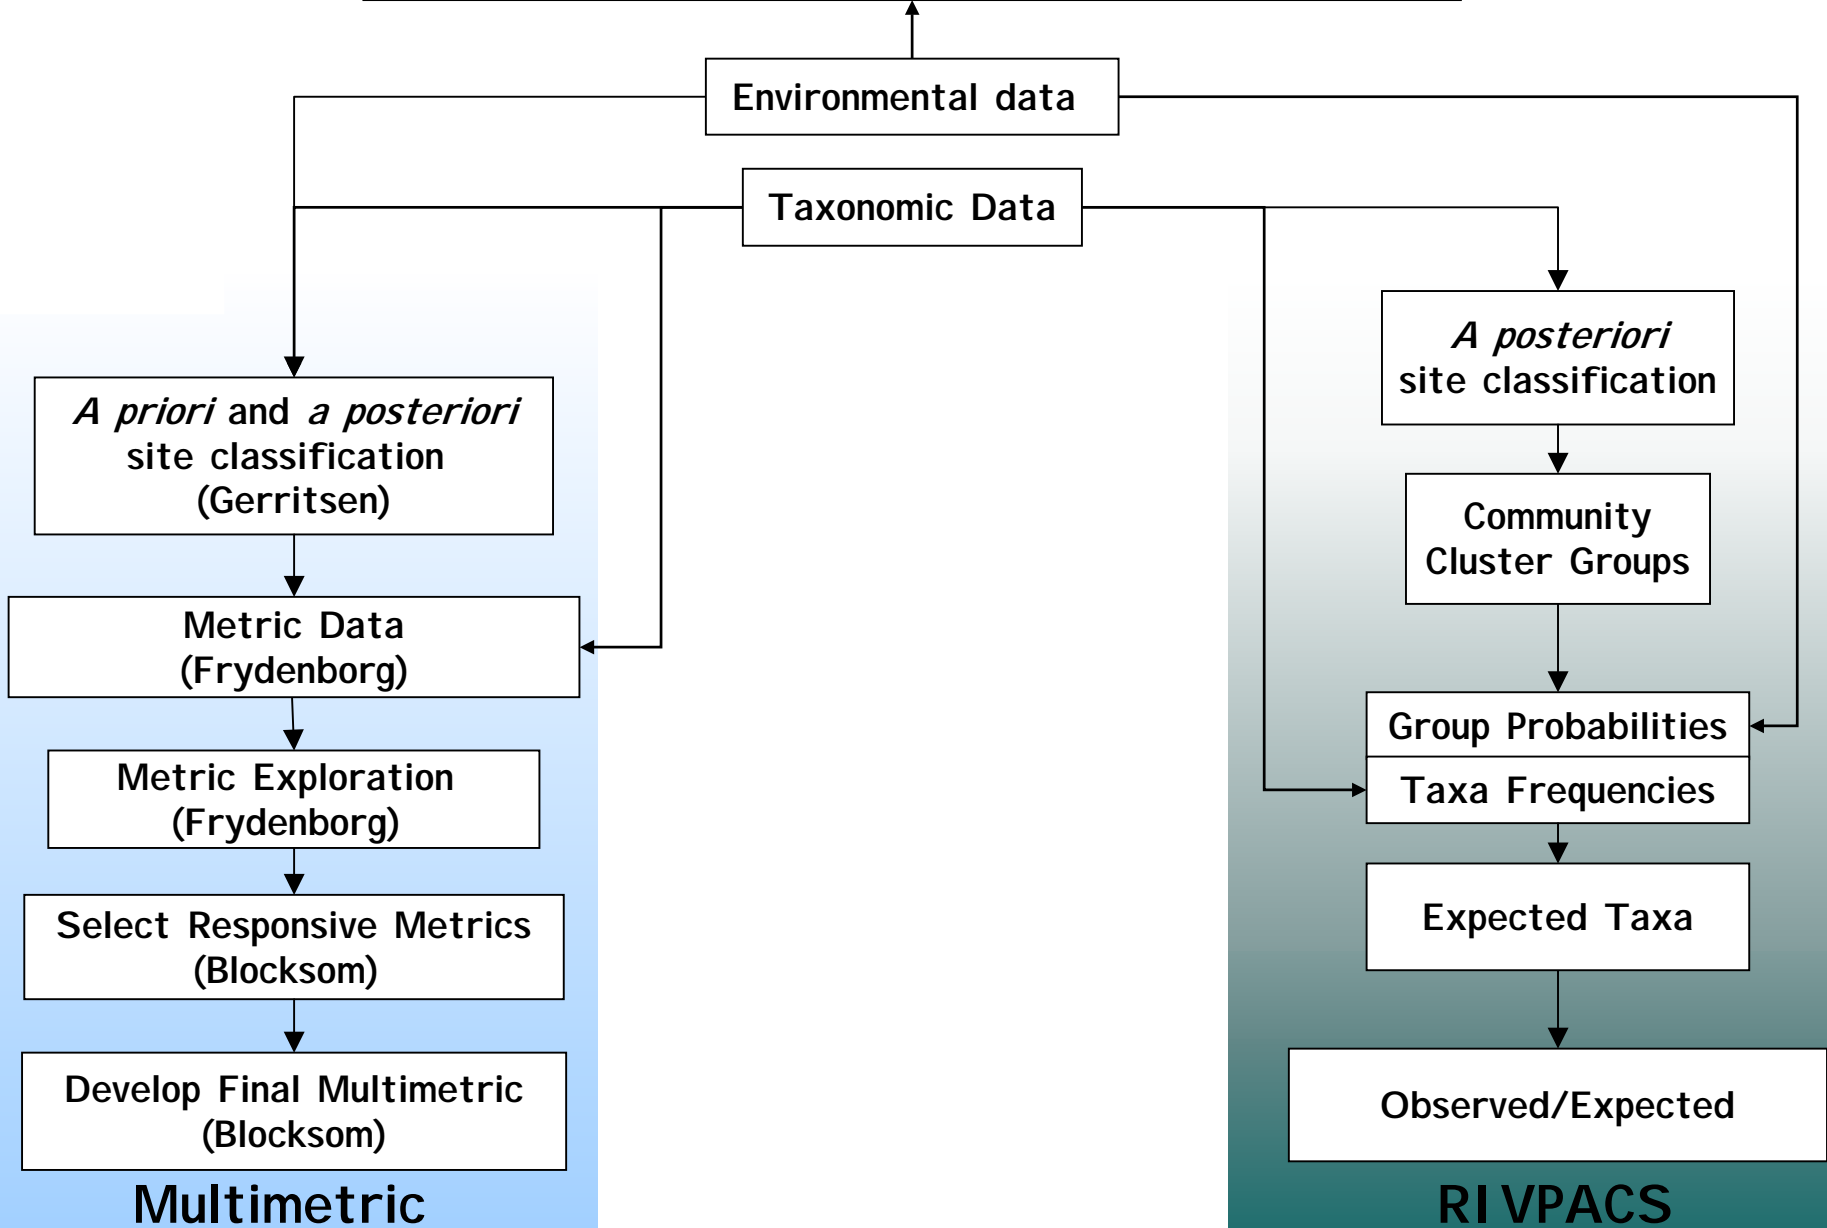 Environmental data
Taxonomic Data
A priori and a posteriori
site classification
(Gerritsen)
Metric Data
(Frydenborg)
Metric Exploration
(Frydenborg)
Select Responsive Metrics
(Blocksom)
Develop Final Multimetric
(Blocksom)
Multimetric
A posteriori
site classification
Community
Cluster Groups
Group Probabilities
Taxa Frequencies
Expected Taxa
Observed/Expected
RIVPACS